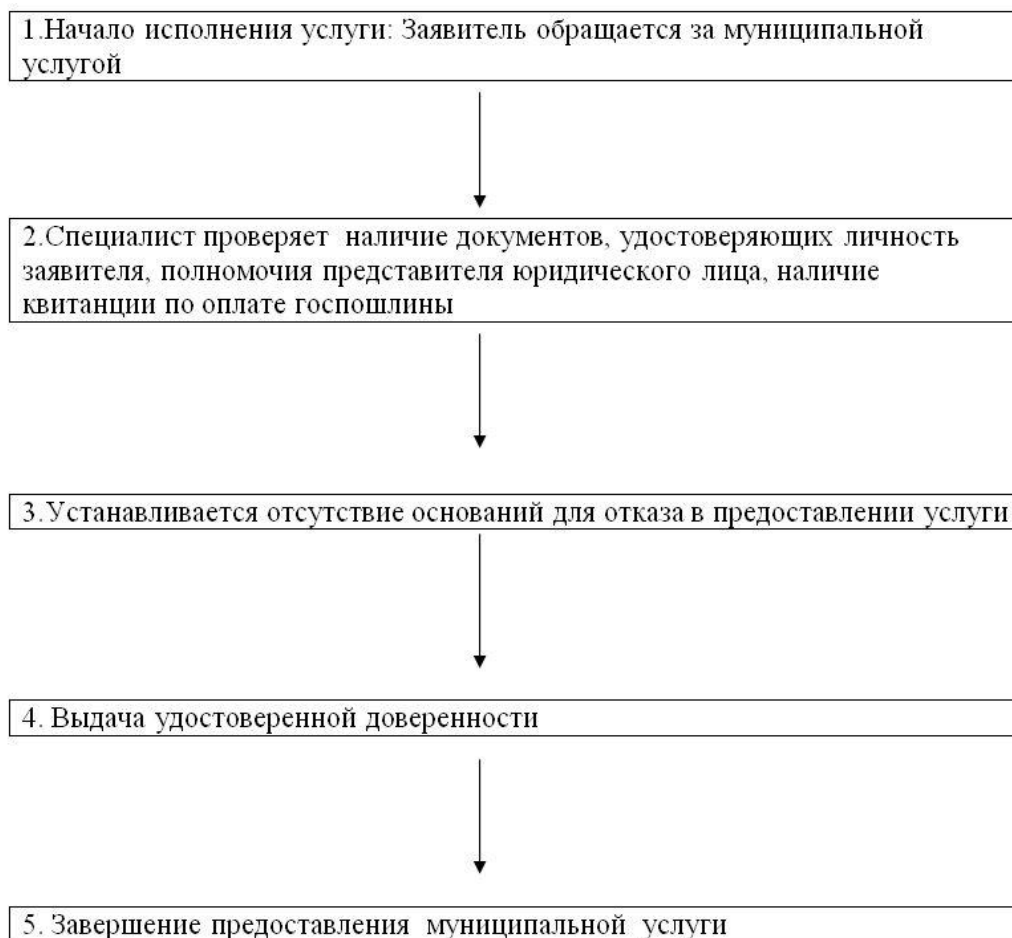 1.Начало исполнения услуги: Заявитель обращается за муниципальной
услугой
2.Специалист проверяет наличие документов, удостоверяющих личность
заявителя, полномочия представителя юридического лица, наличие
квитанции по оплате госпошлины
3.Устанавливается отсутствие оснований для отказа в предоставлении услуги
4. Выдача удостоверенной доверенности
5. Завершение предоставления муниципальной услуги